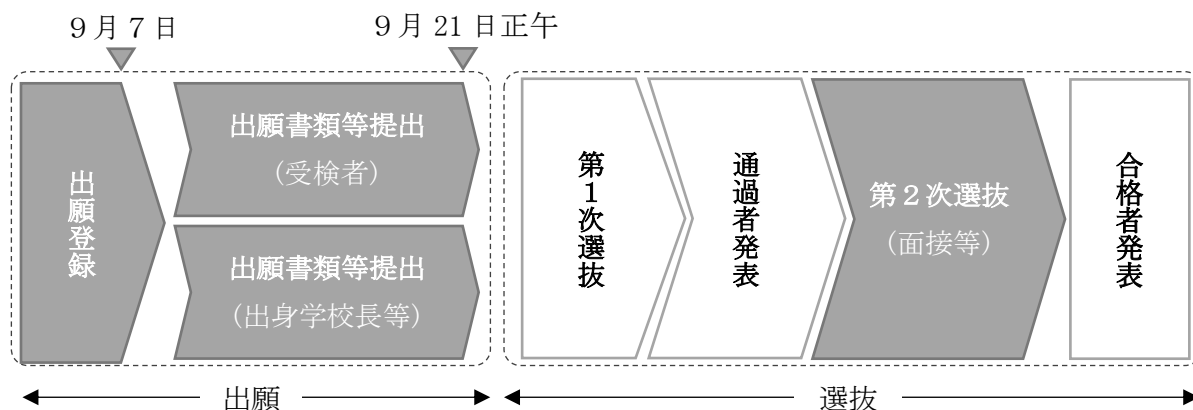 ９月７日
９月 21 日正午
出願登録
出願書類等提出
（受検者）
出願書類等提出
（出身学校長等）
第１次選抜
通過者発表
第２次選抜
（面接等）
合格者発表
出願
選抜